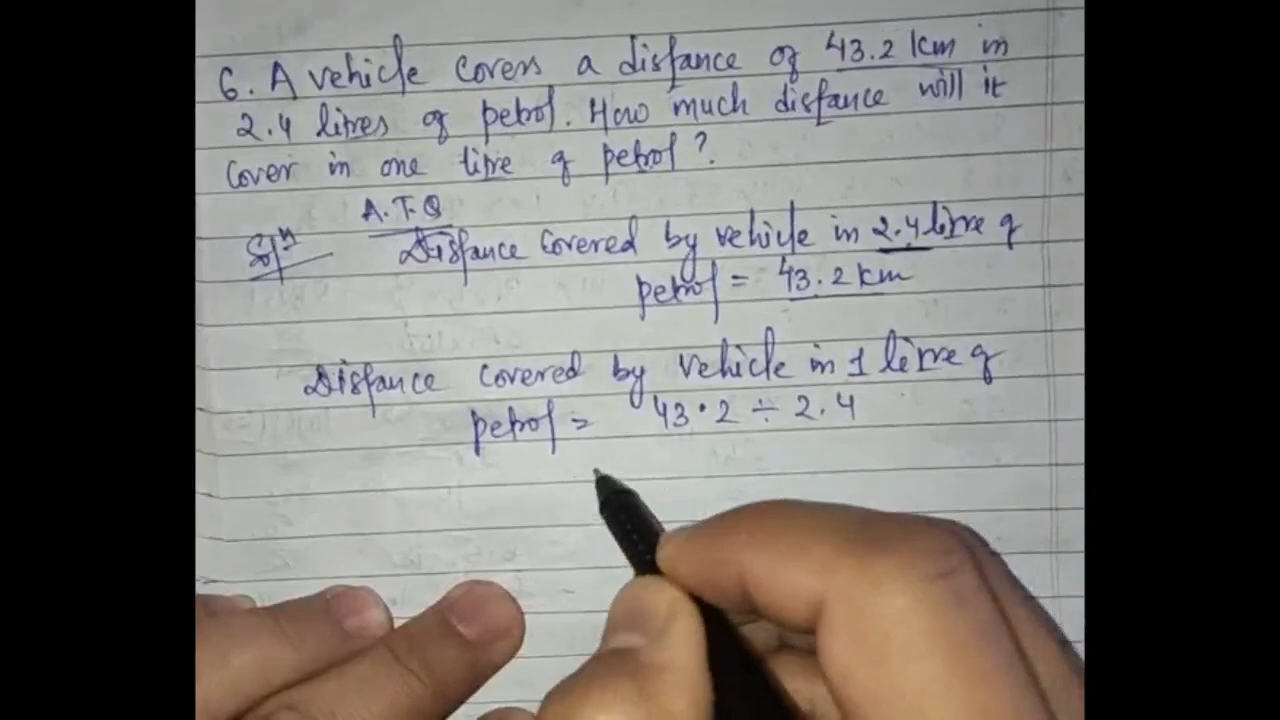 6. A vehicle covers a distance of 43.2 km in
2.4 litres of petrol. How much distance will it
cover in one litre of petrol?
A.T.Q
Solⁿ Distance covered by vehicle in 2.4 litre of
petrol = 43.2 km
Distance covered by vehicle in 1 litre of
petrol = 43.2 ÷ 2.4